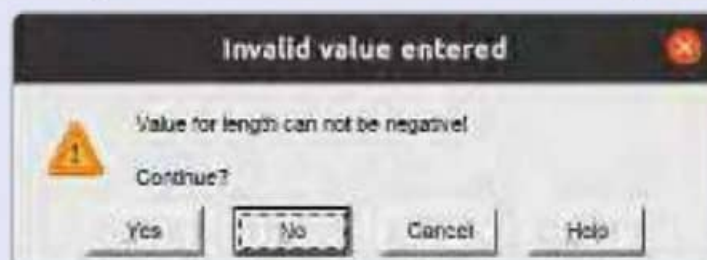 Invalid value entered
Value for length can not be negative!
Continue?
Yes No Cancel Help